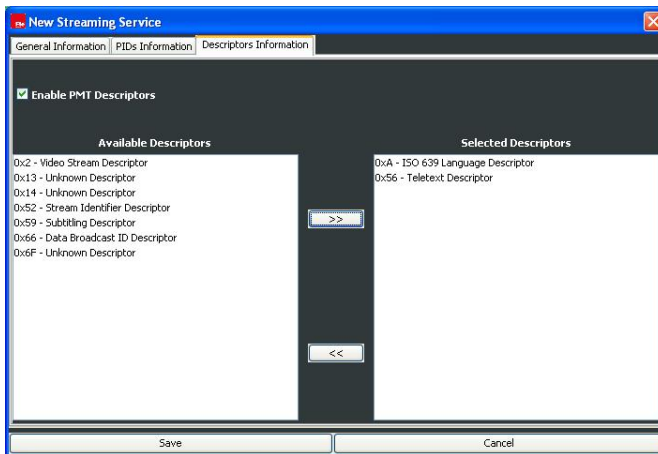 New Streaming Service
General Information PIDs Information Descriptors Information
Enable PMT Descriptors
Available Descriptors
0x2 - Video Stream Descriptor
0x13 - Unknown Descriptor
0x14 - Unknown Descriptor
0x52 - Stream Identifier Descriptor
0x59 - Subtitling Descriptor
0x66 - Data Broadcast ID Descriptor
0x6F - Unknown Descriptor
>>
<<
Selected Descriptors
0xA - ISO 639 Language Descriptor
0x56 - Teletext Descriptor
Save Cancel